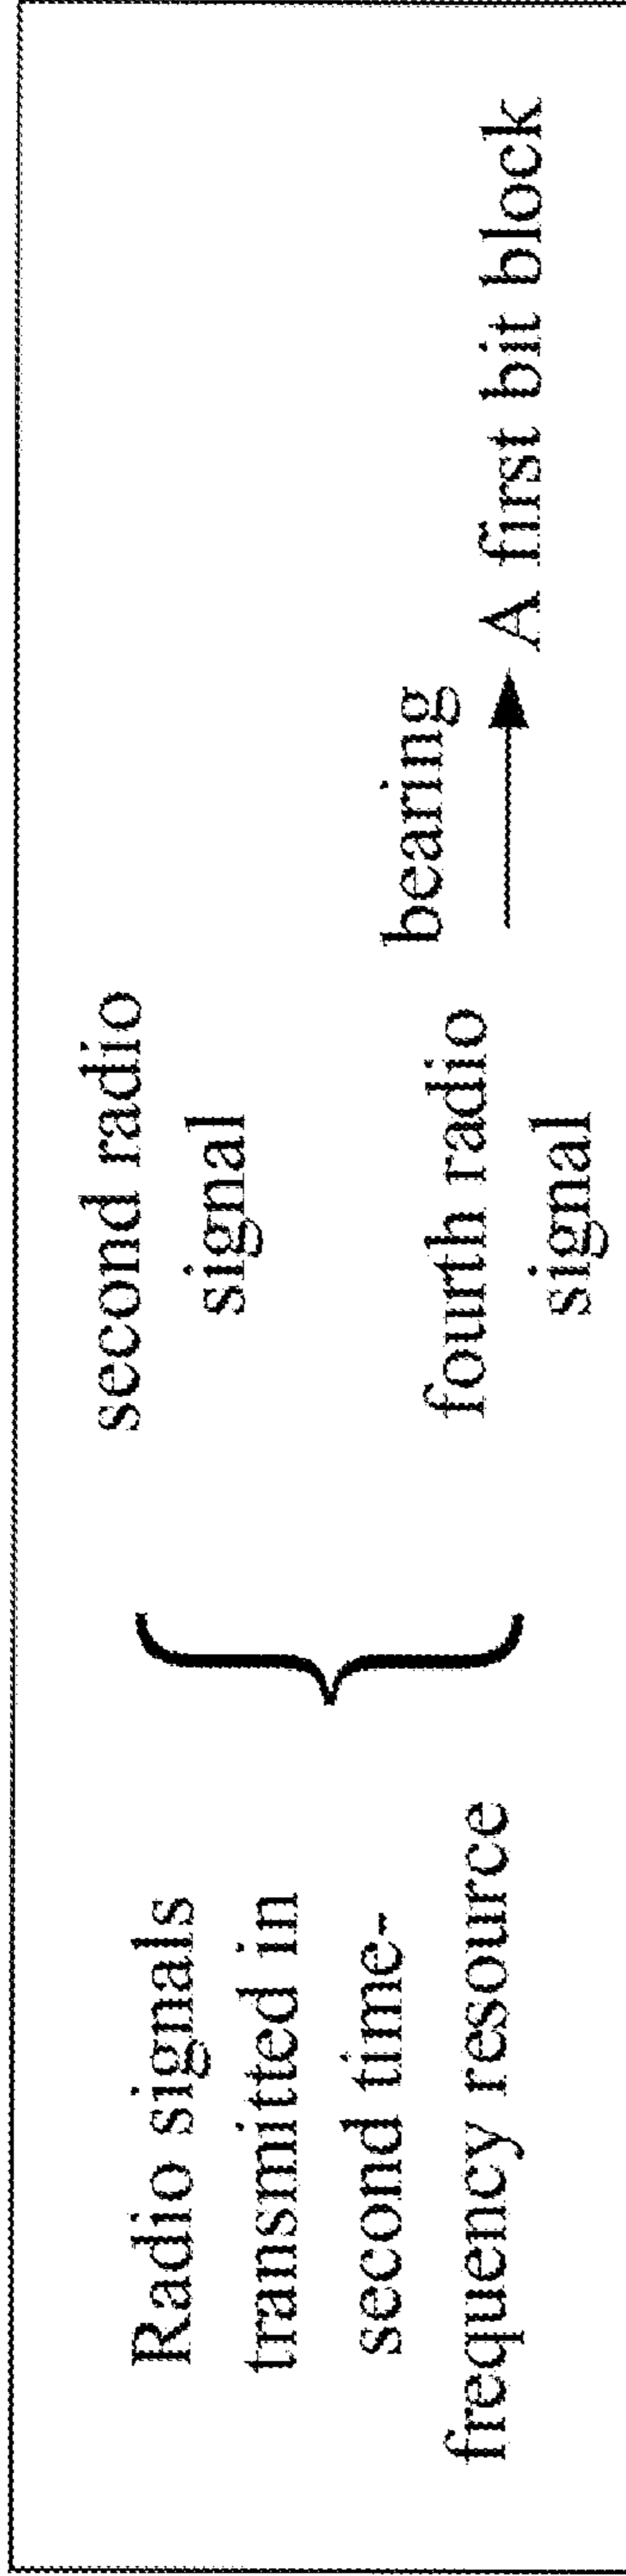 Radio signals
transmitted in
second time-
frequency resource
second radio
signal
fourth radio
signal
bearing
A first bit block